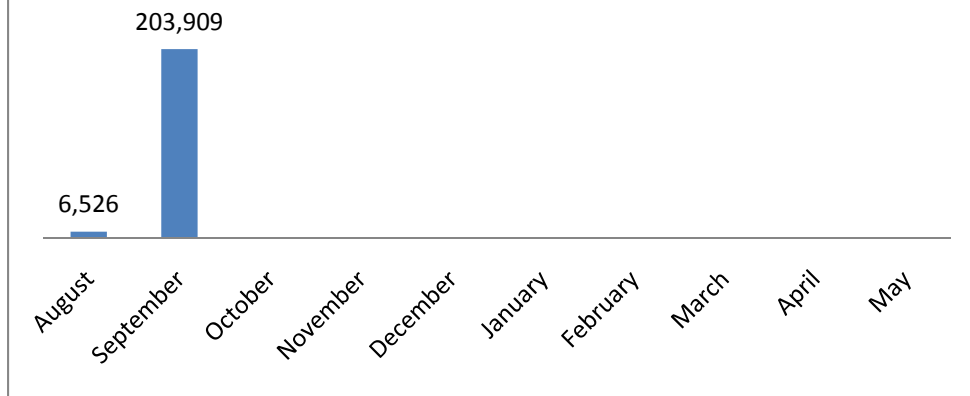 203,909
6,526
August
September
October
November
December
January
February
March
April
May